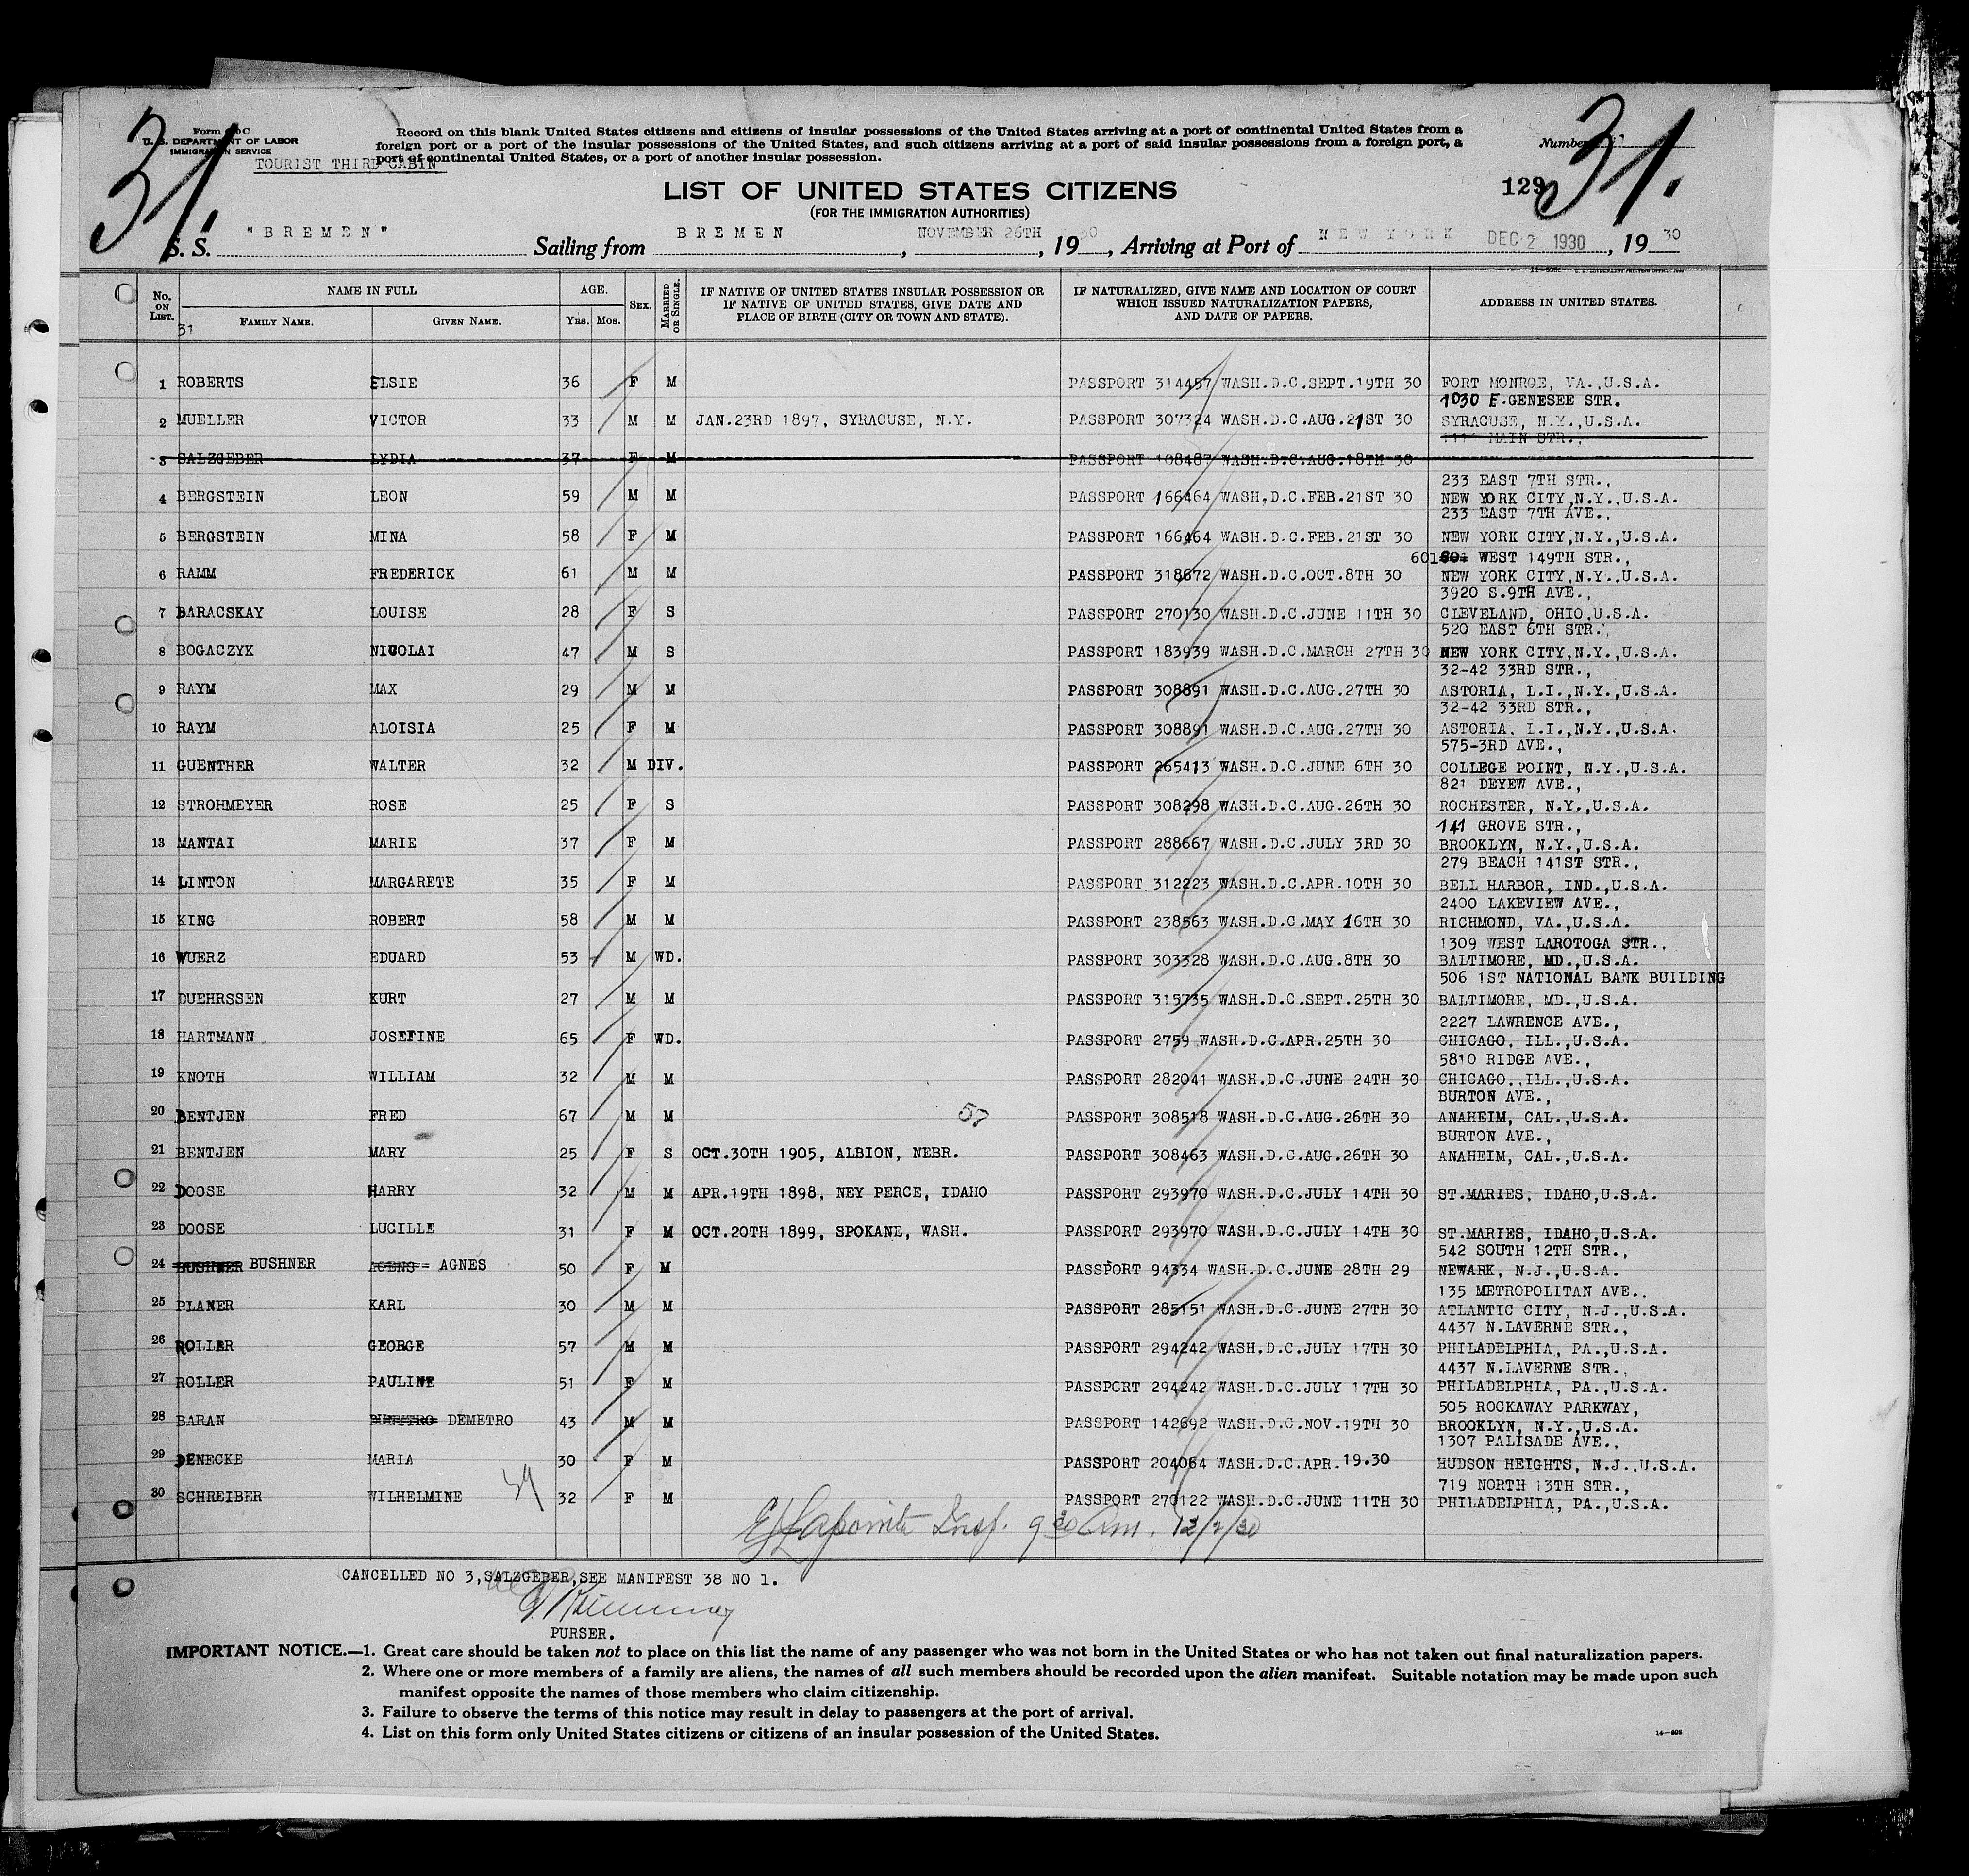 31.
31.
Form 630 C
U. S. DEPARTMENT OF LABOR
IMMIGRATION SERVICE
TOURIST THIRD CABIN
Record on this blank United States citizens and citizens of insular possessions of the United States arriving at a port of continental United States from a
foreign port or a port of the insular possessions of the United States, and such citizens arriving at a port of said insular possessions from a foreign port, a
port of continental United States, or a port of another insular possession.
Number
129
LIST OF UNITED STATES CITIZENS
(FOR THE IMMIGRATION AUTHORITIES)
S. S. "BREMEN" Sailing from BREMEN, NOVEMBER 26TH, 19 30, Arriving at Port of NEW YORK DEC 2 1930, 19 30
No. ON LIST. NAME IN FULL FAMILY NAME. GIVEN NAME. AGE. YRS. MOS. SEX. MARRIED OR SINGLE. IF NATIVE OF UNITED STATES INSULAR POSSESSION OR IF NATIVE OF UNITED STATES, GIVE DATE AND PLACE OF BIRTH (CITY OR TOWN AND STATE). IF NATURALIZED, GIVE NAME AND LOCATION OF COURT WHICH ISSUED NATURALIZATION PAPERS, AND DATE OF PAPERS. ADDRESS IN UNITED STATES.
31
1 ROBERTS ELSIE 36 F M PASSPORT 314457 WASH.D.C.SEPT.19TH 30 FORT MONROE, VA.,U.S.A.
1030 E.GENESEE STR.
2 MUELLER VICTOR 33 M M JAN.23RD 1897, SYRACUSE, N.Y. PASSPORT 307324 WASH.D.C.AUG.21ST 30 SYRACUSE, N.Y.,U.S.A.
MAIN STR.,
3 SALZGEBER LYDIA 37 F M PASSPORT 108487 WASH.D.C.AUG.18TH 30
233 EAST 7TH STR.,
4 BERGSTEIN LEON 59 M M PASSPORT 166464 WASH,D.C.FEB.21ST 30 NEW YORK CITY,N.Y.,U.S.A.
233 EAST 7TH AVE.,
5 BERGSTEIN MINA 58 F M PASSPORT 166464 WASH.D.C.FEB.21ST 30 NEW YORK CITY,N.Y.,U.S.A.
601 WEST 149TH STR.,
6 RAMM FREDERICK 61 M M PASSPORT 318672 WASH.D.C.OCT.8TH 30 NEW YORK CITY,N.Y.,U.S.A.
3920 S.9TH AVE.,
7 BARACSKAY LOUISE 28 F S PASSPORT 270130 WASH.D.C.JUNE 11TH 30 CLEVELAND, OHIO,U.S.A.
520 EAST 6TH STR.,
8 BOGACZYK NICOLAI 47 M S PASSPORT 183939 WASH.D.C.MARCH 27TH 30 NEW YORK CITY,N.Y.,U.S.A.
32-42 33RD STR.,
9 RAYM MAX 29 M M PASSPORT 308891 WASH.D.C.AUG.27TH 30 ASTORIA, L.I.,N.Y.,U.S.A.
32-42 33RD STR.,
10 RAYM ALOISIA 25 F M PASSPORT 308891 WASH.D.C.AUG.27TH 30 ASTORIA, L.I.,N.Y.,U.S.A.
575-3RD AVE.,
11 GUENTHER WALTER 32 M DIV. PASSPORT 265413 WASH.D.C.JUNE 6TH 30 COLLEGE POINT, N.Y.,U.S.A.
821 DEYEW AVE.,
12 STROHMEYER ROSE 25 F S PASSPORT 308298 WASH.D.C.AUG.26TH 30 ROCHESTER, N.Y.,U.S.A.
141 GROVE STR.,
13 MANTAI MARIE 37 F M PASSPORT 288667 WASH.D.C.JULY 3RD 30 BROOKLYN, N.Y.,U.S.A.
279 BEACH 141ST STR.,
14 LINTON MARGARETE 35 F M PASSPORT 312223 WASH.D.C.APR.10TH 30 BELL HARBOR, IND.,U.S.A.
2400 LAKEVIEW AVE.,
15 KING ROBERT 58 M M PASSPORT 238563 WASH.D.C.MAY 16TH 30 RICHMOND, VA.,U.S.A.
1309 WEST LAROTOGA STR.,
16 WUERZ EDUARD 53 M WD. PASSPORT 303328 WASH.D.C.AUG.8TH 30 BALTIMORE, MD.,U.S.A.
506 1ST NATIONAL BANK BUILDING
17 DUEHRSSEN KURT 27 M M PASSPORT 315735 WASH.D.C.SEPT.25TH 30 BALTIMORE, MD.,U.S.A.
2227 LAWRENCE AVE.,
18 HARTMANN JOSEFINE 65 F WD. PASSPORT 2759 WASH.D.C.APR.25TH 30 CHICAGO, ILL.,U.S.A.
5810 RIDGE AVE.,
19 KNOTH WILLIAM 32 M M PASSPORT 282041 WASH.D.C.JUNE 24TH 30 CHICAGO.,ILL.,U.S.A.
BURTON AVE.,
20 BENTJEN FRED 67 M M 57 PASSPORT 308518 WASH.D.C.AUG.26TH 30 ANAHEIM, CAL.,U.S.A.
BURTON AVE.,
21 BENTJEN MARY 25 F S OCT.30TH 1905, ALBION, NEBR. PASSPORT 308463 WASH.D.C.AUG.26TH 30 ANAHEIM, CAL.,U.S.A.
22 DOOSE HARRY 32 M M APR.19TH 1898, NEY PERCE, IDAHO PASSPORT 293970 WASH.D.C.JULY 14TH 30 ST.MARIES, IDAHO,U.S.A.
23 DOOSE LUCILLE 31 F M OCT.20TH 1899, SPOKANE, WASH. PASSPORT 293970 WASH.D.C.JULY 14TH 30 ST.MARIES, IDAHO,U.S.A.
542 SOUTH 12TH STR.,
24 BUSHNER BUSHNER AGENS= AGNES 50 F M PASSPORT 94334 WASH.D.C.JUNE 28TH 29 NEWARK, N.J.,U.S.A.
135 METROPOLITAN AVE.,
25 PLANER KARL 30 M M PASSPORT 285151 WASH.D.C.JUNE 27TH 30 ATLANTIC CITY, N.J.,U.S.A.
4437 N.LAVERNE STR.,
26 ROLLER GEORGE 57 M M PASSPORT 294242 WASH.D.C.JULY 17TH 30 PHILADELPHIA, PA.,U.S.A.
4437 N.LAVERNE STR.,
27 ROLLER PAULINE 51 F M PASSPORT 294242 WASH.D.C.JULY 17TH 30 PHILADELPHIA, PA.,U.S.A.
505 ROCKAWAY PARKWAY,
28 BARAN DEMETRO 43 M M PASSPORT 142692 WASH.D.C.NOV.19TH 30 BROOKLYN, N.Y.,U.S.A.
1307 PALISADE AVE.,
29 DENECKE MARIA 30 F M PASSPORT 204064 WASH.D.C.APR.19.30 HUDSON HEIGHTS, N.J.,U.S.A.
719 NORTH 13TH STR.,
30 SCHREIBER WILHELMINE 32 F M PASSPORT 270122 WASH.D.C.JUNE 11TH 30 PHILADELPHIA, PA.,U.S.A.
Lapointe Insp. 9 30 am. 12/2/30
CANCELLED NO 3,SALZGEBER,SEE MANIFEST 38 NO 1.
PURSER.
IMPORTANT NOTICE.—1. Great care should be taken not to place on this list the name of any passenger who was not born in the United States or who has not taken out final naturalization papers.
2. Where one or more members of a family are aliens, the names of all such members should be recorded upon the alien manifest. Suitable notation may be made upon such
manifest opposite the names of those members who claim citizenship.
3. Failure to observe the terms of this notice may result in delay to passengers at the port of arrival.
4. List on this form only United States citizens or citizens of an insular possession of the United States.
14—608